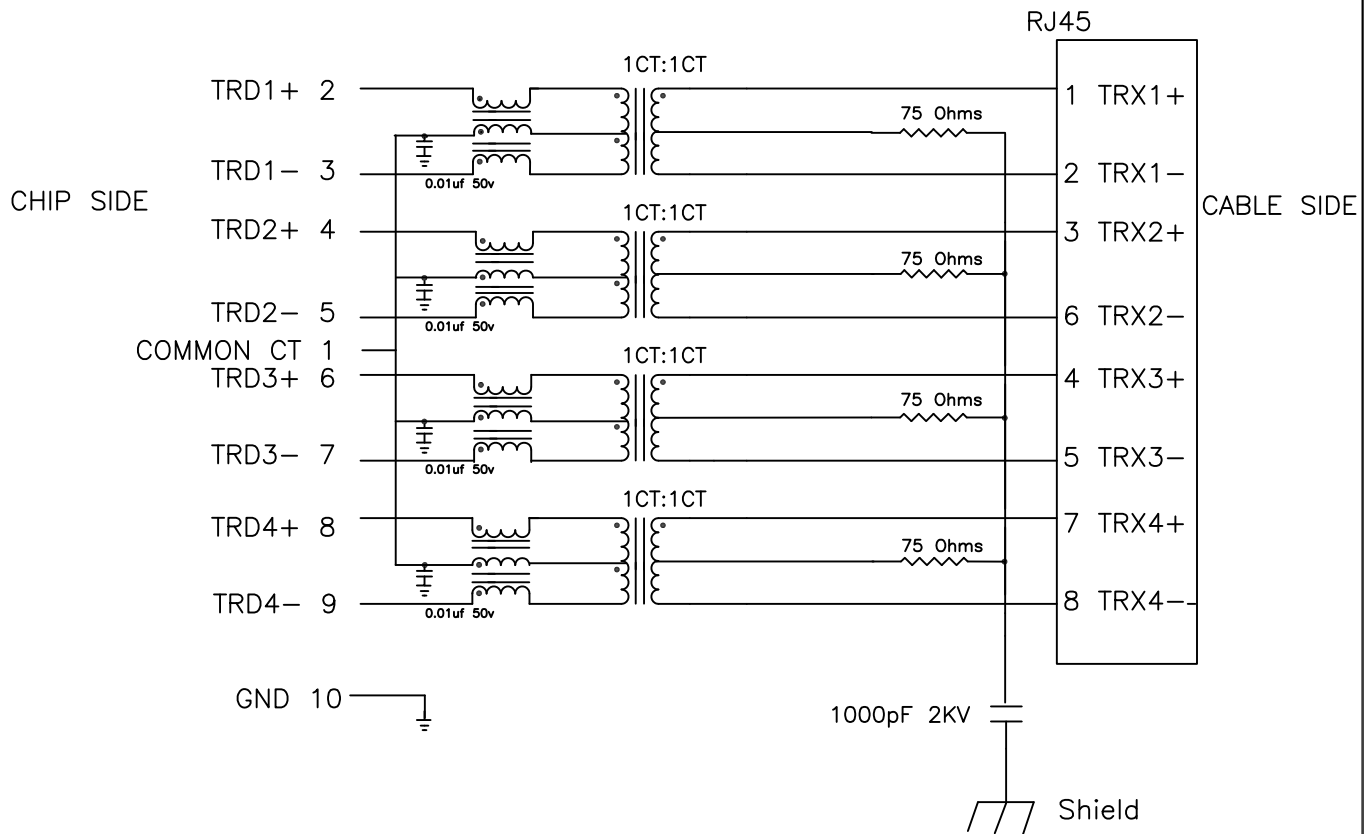 RJ45
1CT:1CT
TRD1+ 2
1 TRX1+
75 Ohms
TRD1- 3
2 TRX1-
0.01uf 50v
CHIP SIDE
CABLE SIDE
1CT:1CT
TRD2+ 4
3 TRX2+
75 Ohms
TRD2- 5
6 TRX2-
0.01uf 50v
COMMON CT 1
1CT:1CT
TRD3+ 6
4 TRX3+
75 Ohms
TRD3- 7
5 TRX3-
0.01uf 50v
1CT:1CT
TRD4+ 8
7 TRX4+
75 Ohms
TRD4- 9
8 TRX4-
0.01uf 50v
GND 10
1000pF 2KV
Shield